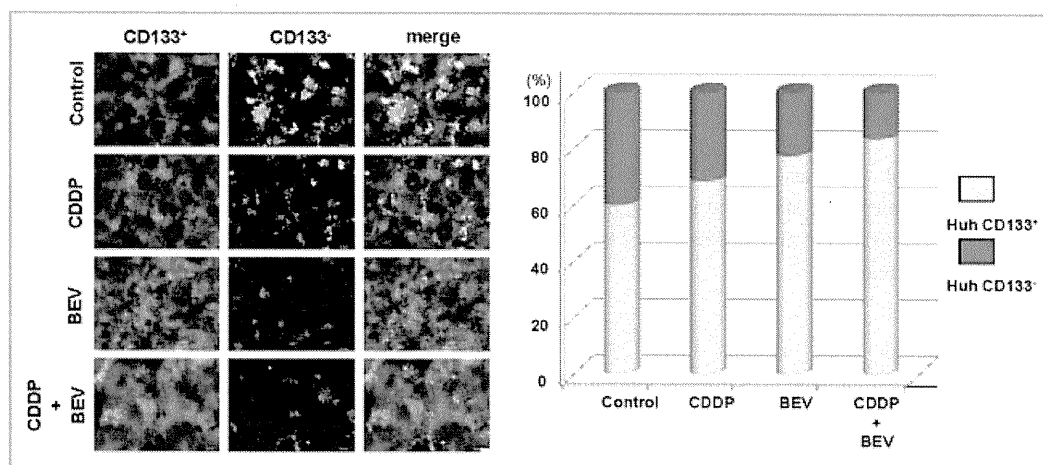 CD133⁺
CD133⁻
merge
Control
CDDP
BEV
CDDP
+
BEV
(%)
100
80
60
40
20
0
Control
CDDP
BEV
CDDP
+
BEV
Huh CD133⁺
Huh CD133⁻